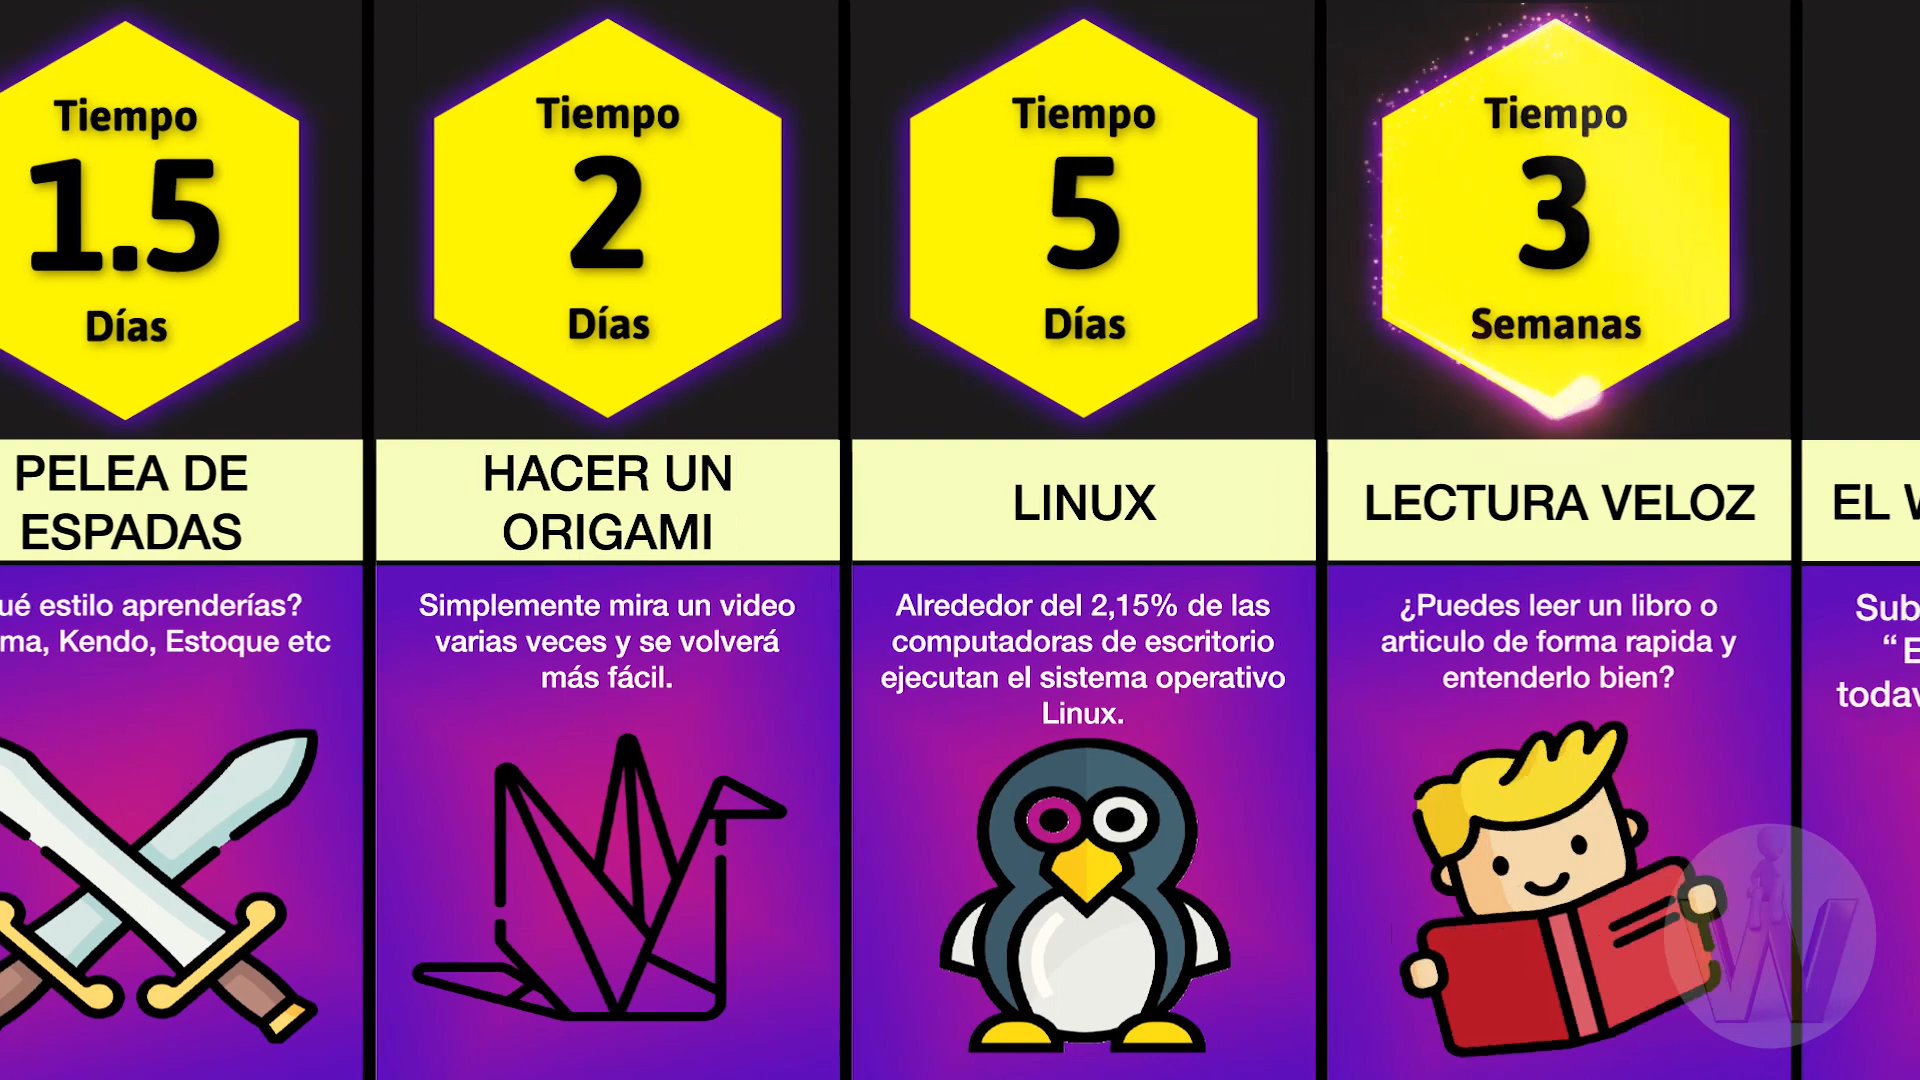 Tiempo
1.5
Días
PELEA DE
ESPADAS
ué estilo aprenderías?
ma, Kendo, Estoque etc
Tiempo
2
Días
HACER UN
ORIGAMI
Simplemente mira un video
varias veces y se volverá
más fácil.
Tiempo
5
Días
LINUX
Alrededor del 2,15% de las
computadoras de escritorio
ejecutan el sistema operativo
Linux.
Tiempo
3
Semanas
LECTURA VELOZ
¿Puedes leer un libro o
articulo de forma rapida y
entenderlo bien?
EL
Sub
“E
todav
W